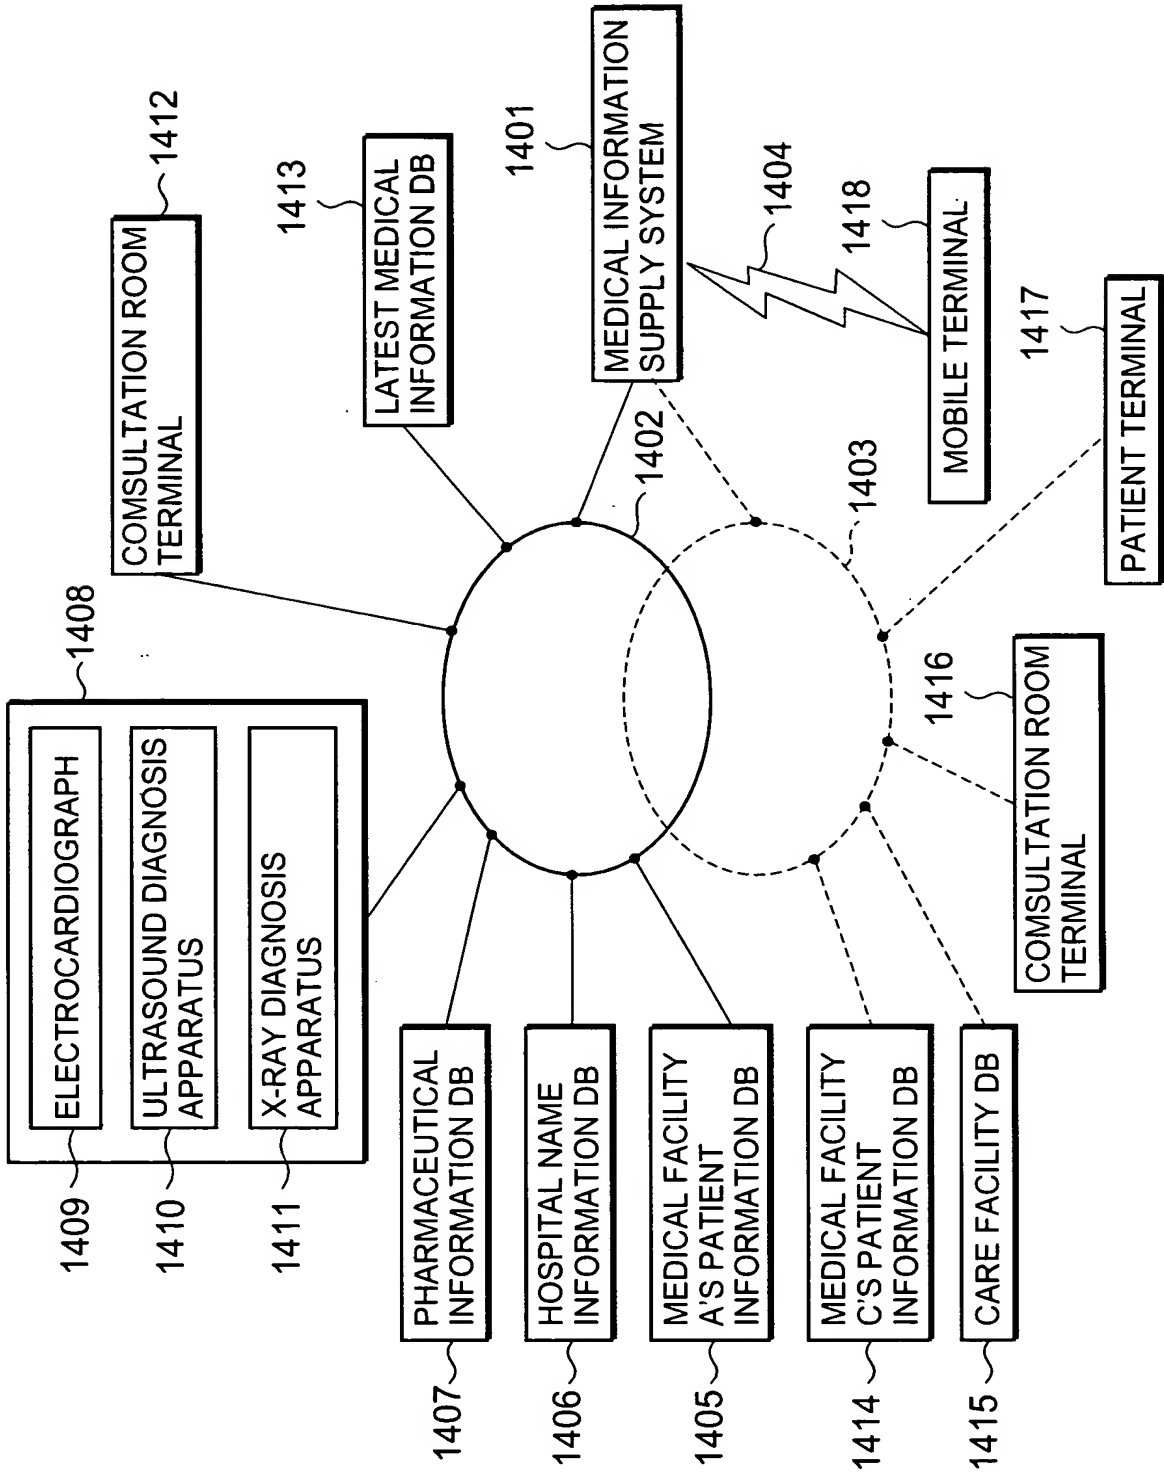 1408
ELECTROCARDIOGRAPH
1409
ULTRASOUND DIAGNOSIS
APPARATUS
1410
X-RAY DIAGNOSIS
APPARATUS
1411
COMSULTATION ROOM
TERMINAL
1412
LATEST MEDICAL
INFORMATION DB
1413
MEDICAL INFORMATION
SUPPLY SYSTEM
1401
1402
1403
1404
MOBILE TERMINAL
1418
PATIENT TERMINAL
1417
COMSULTATION ROOM
TERMINAL
1416
PHARMACEUTICAL
INFORMATION DB
1407
HOSPITAL NAME
INFORMATION DB
1406
MEDICAL FACILITY
A'S PATIENT
INFORMATION DB
1405
MEDICAL FACILITY
C'S PATIENT
INFORMATION DB
1414
CARE FACILITY DB
1415